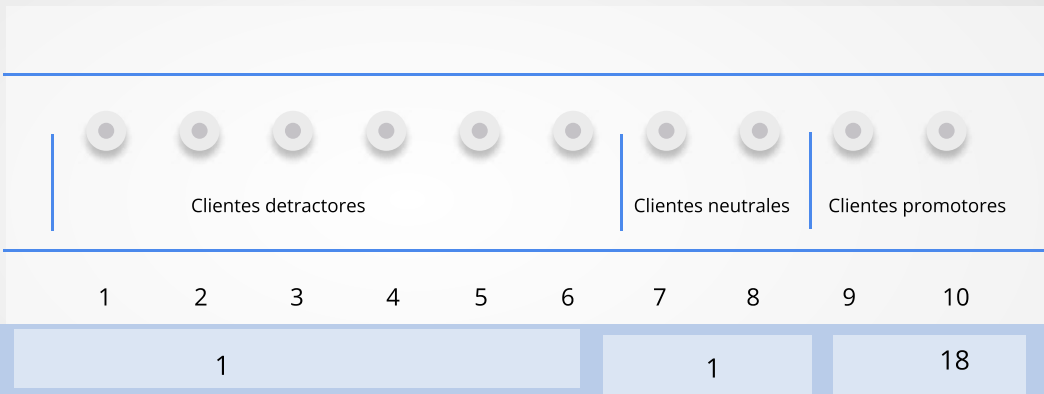 Clientes detractores Clientes neutrales Clientes promotores
1 2 3 4 5 6 7 8 9 10
1 1 18